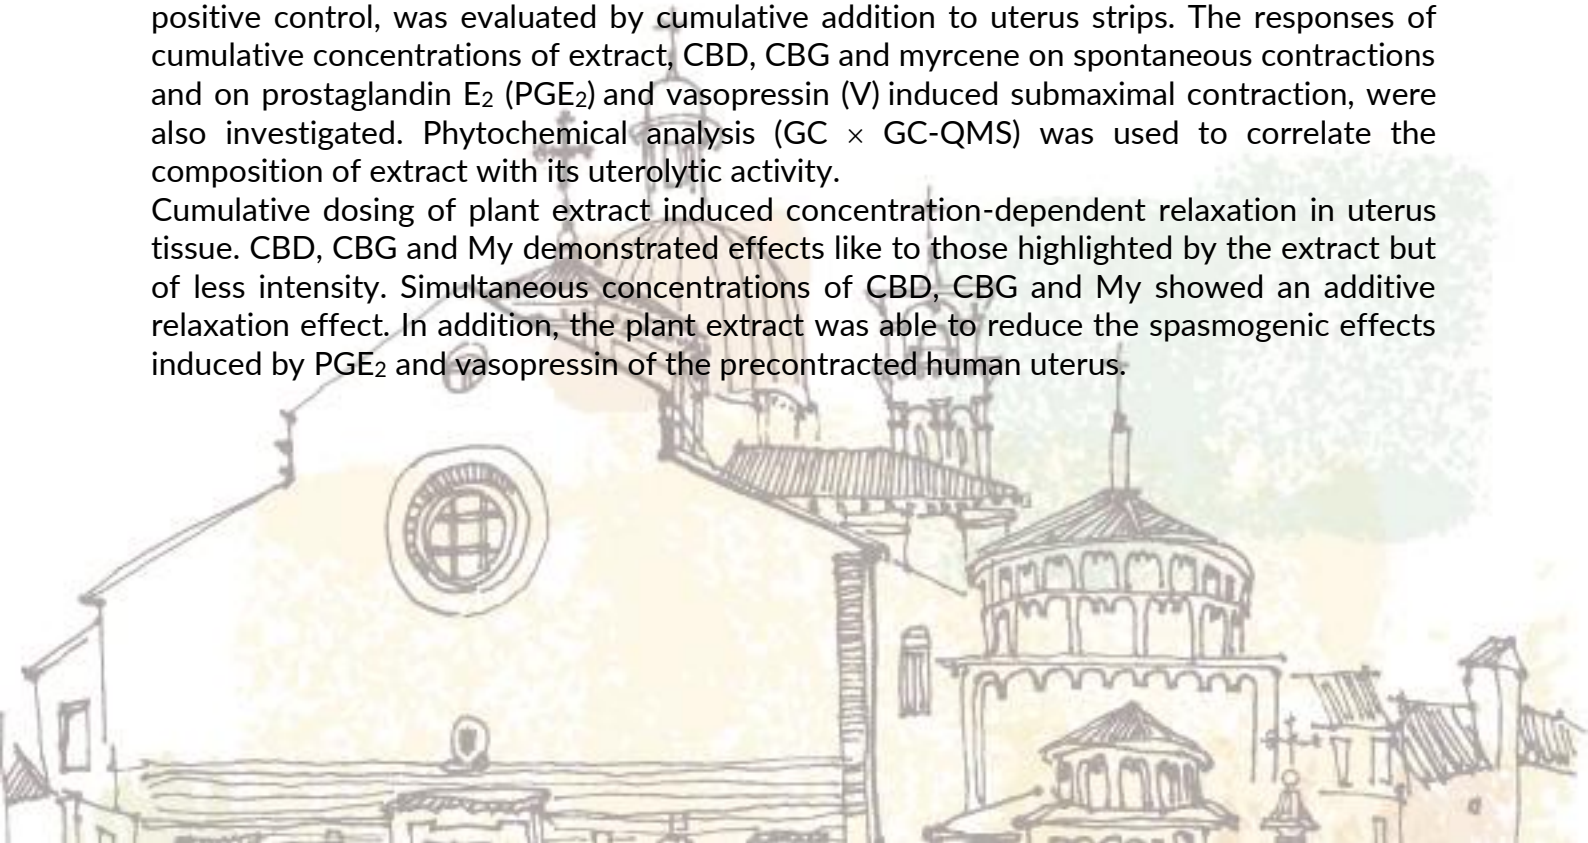 positive control, was evaluated by cumulative addition to uterus strips. The responses of
cumulative concentrations of extract, CBD, CBG and myrcene on spontaneous contractions
and on prostaglandin E₂ (PGE₂) and vasopressin (V) induced submaximal contraction, were
also investigated. Phytochemical analysis (GC × GC-QMS) was used to correlate the
composition of extract with its uterolytic activity.
Cumulative dosing of plant extract induced concentration-dependent relaxation in uterus
tissue. CBD, CBG and My demonstrated effects like to those highlighted by the extract but
of less intensity. Simultaneous concentrations of CBD, CBG and My showed an additive
relaxation effect. In addition, the plant extract was able to reduce the spasmogenic effects
induced by PGE₂ and vasopressin of the precontracted human uterus.